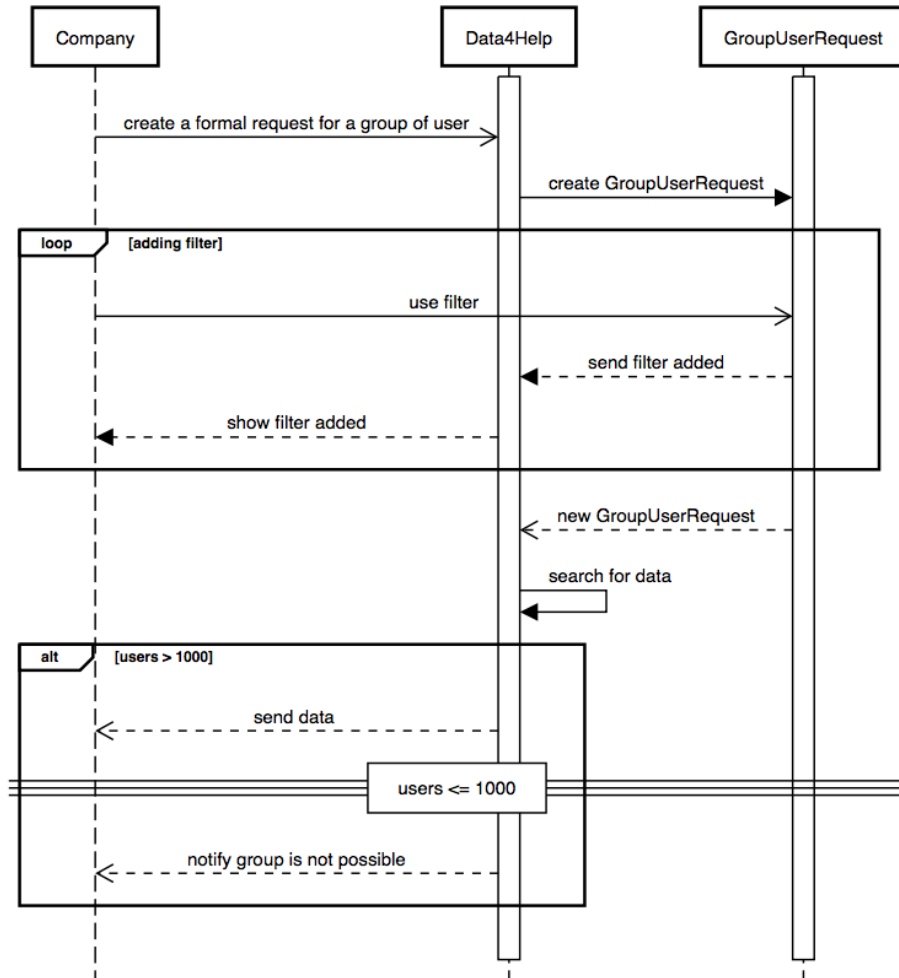 Company
Data4Help
GroupUserRequest
create a formal request for a group of user
create GroupUserRequest
loop
[adding filter]
use filter
send filter added
show filter added
new GroupUserRequest
search for data
alt
[users > 1000]
send data
users <= 1000
notify group is not possible